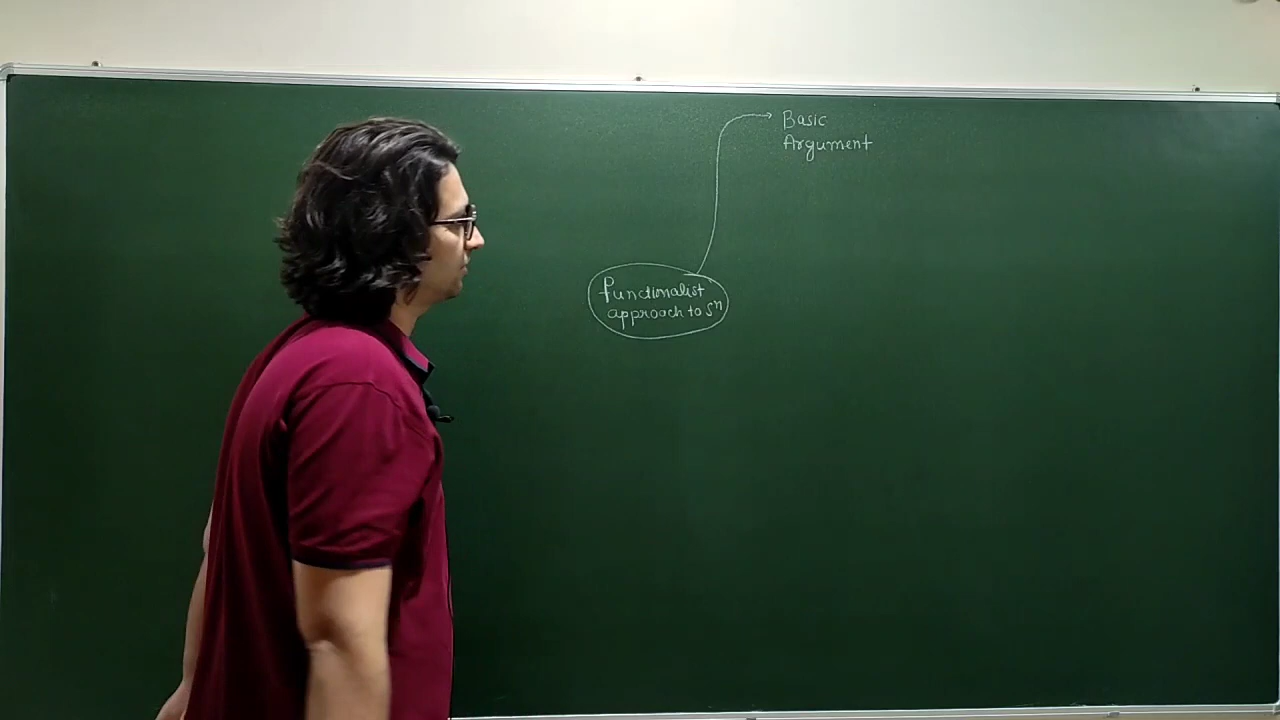 Basic
Argument
functionalist
approach to Sⁿ